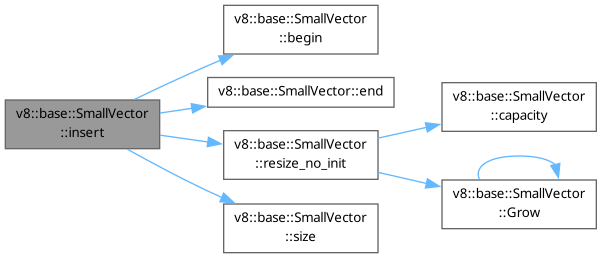 v8::base::SmallVector
::insert
v8::base::SmallVector
::begin
v8::base::SmallVector::end
v8::base::SmallVector
::resize_no_init
v8::base::SmallVector
::size
v8::base::SmallVector
::capacity
v8::base::SmallVector
::Grow